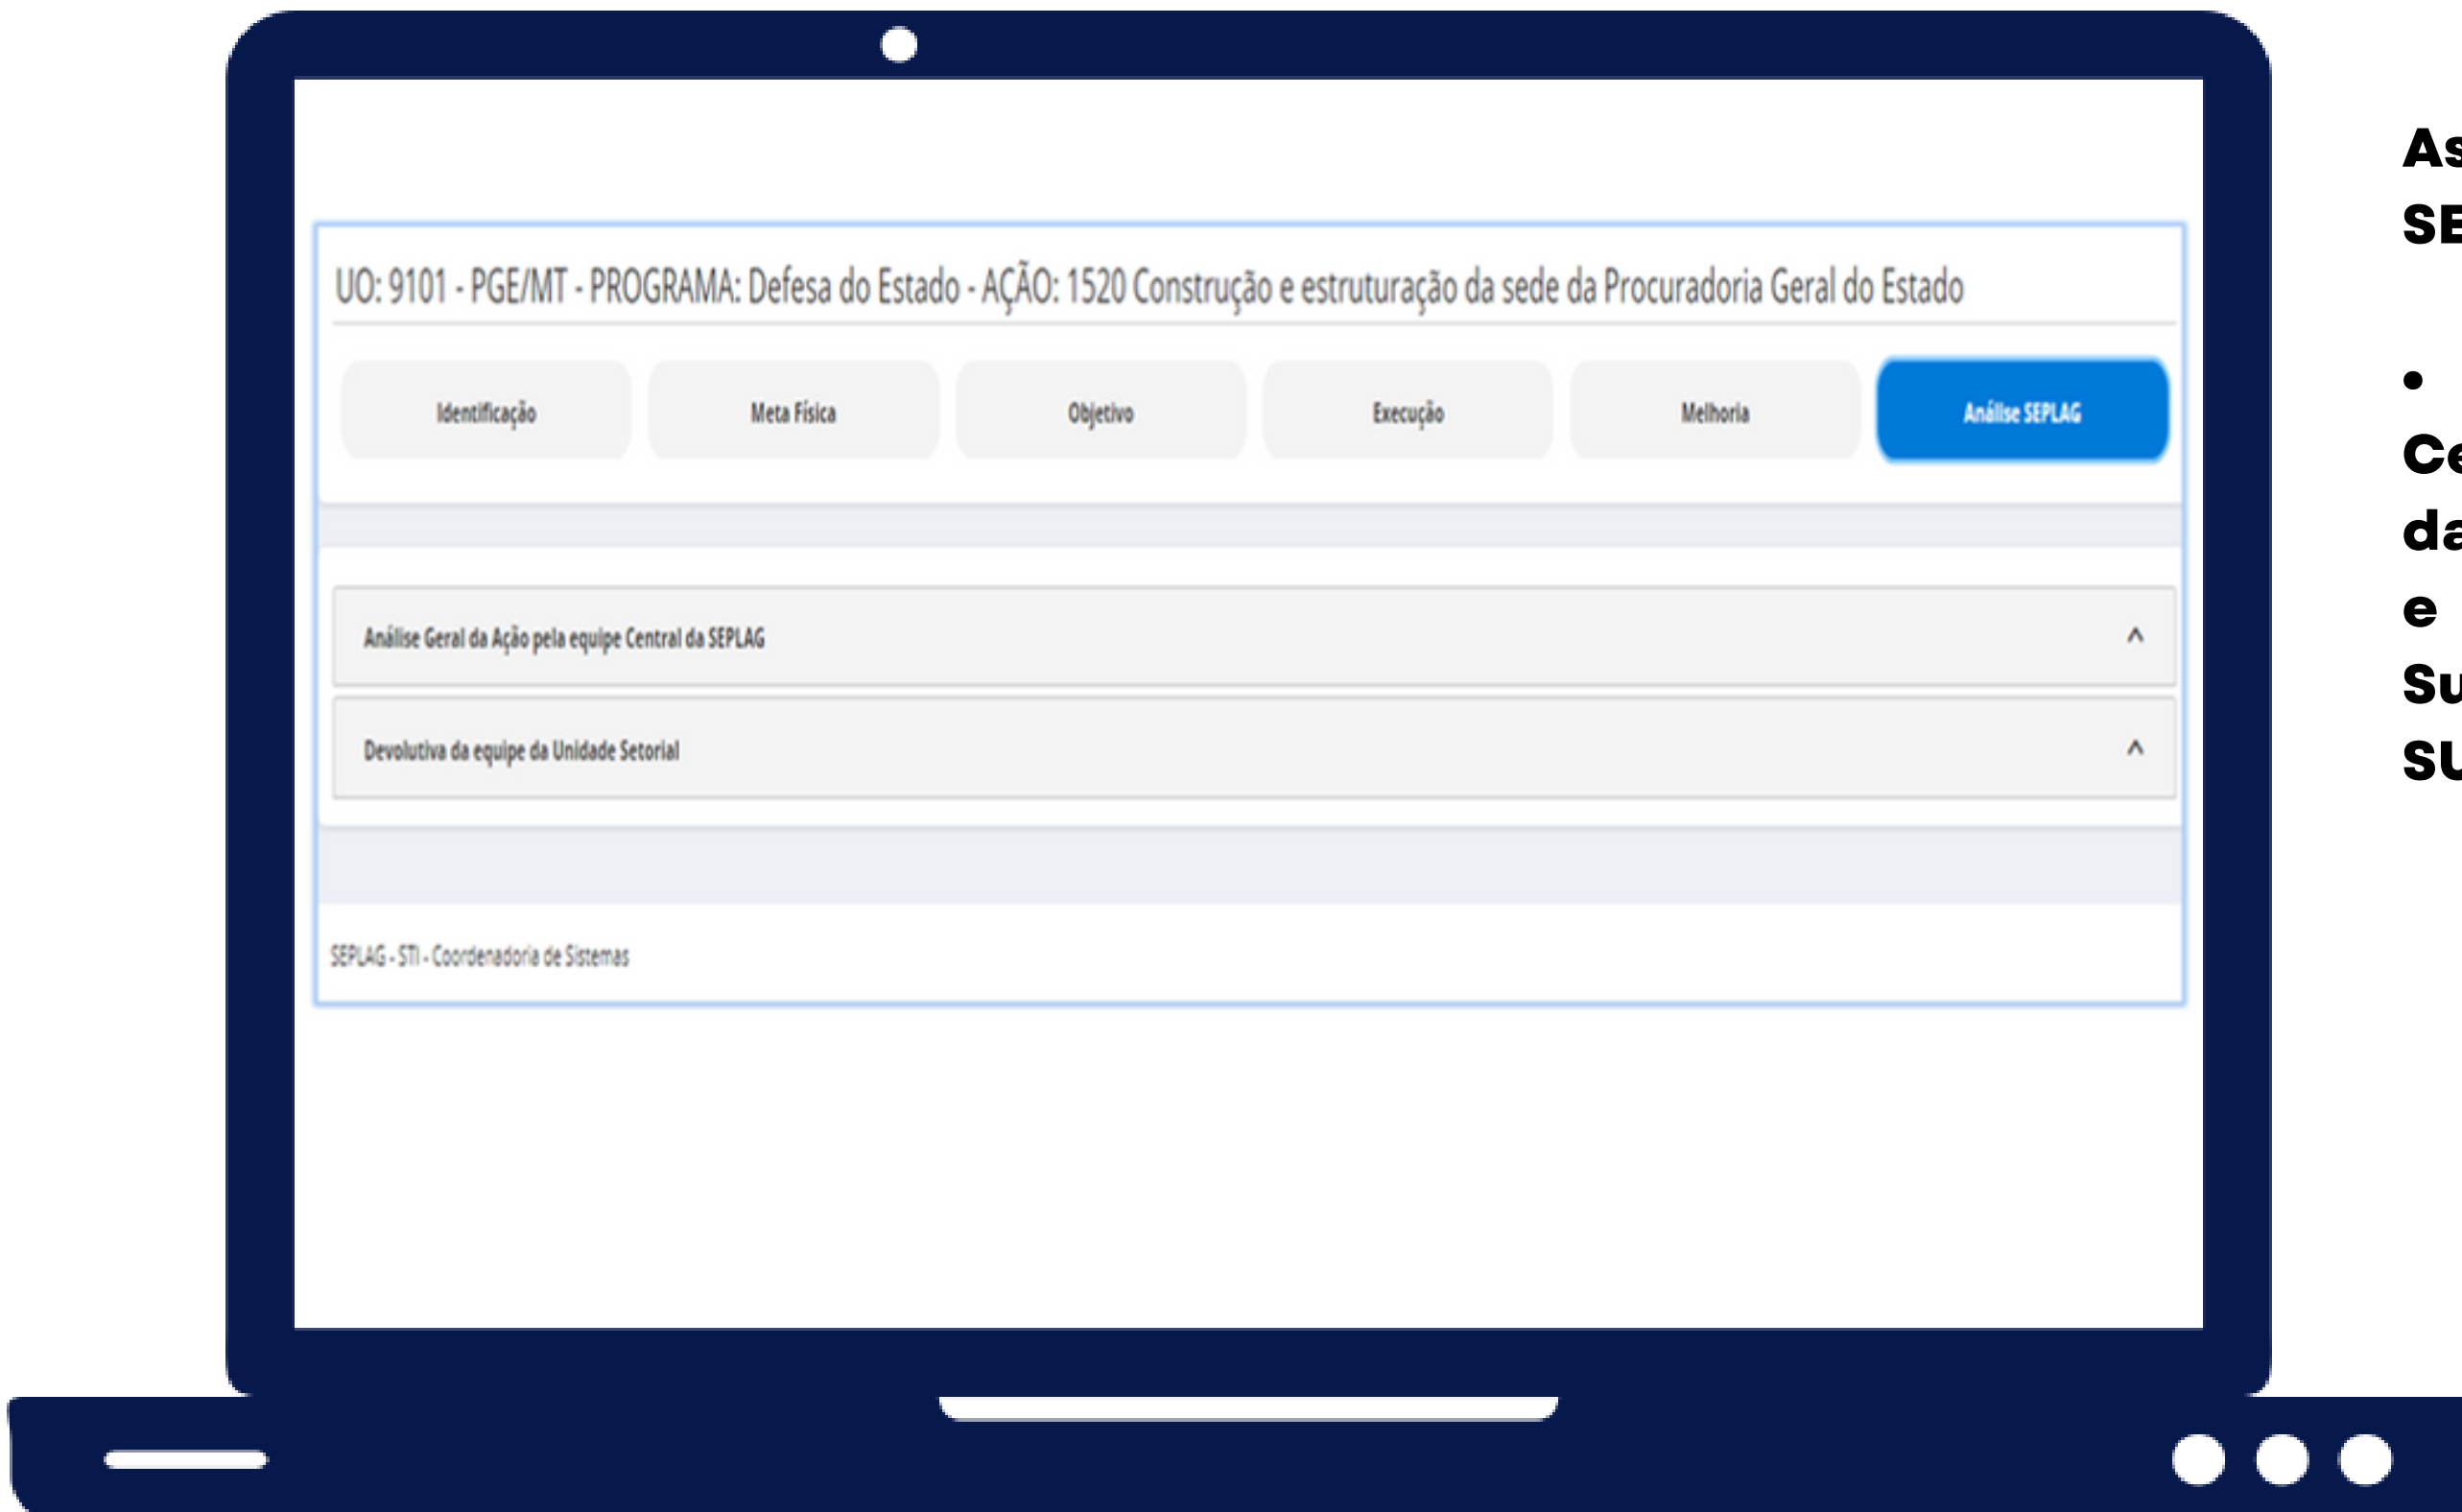 UO: 9101 - PGE/MT - PROGRAMA: Defesa do Estado - AÇÃO: 1520 Construção e estruturação da sede da Procuradoria Geral do Estado
Identificação Meta Física Objetivo Execução Melhoria Análise SEPLAG
Análise Geral da Ação pela equipe Central da SEPLAG ^
Devolutiva da equipe da Unidade Setorial ^
SEPLAG - STI - Coordenadoria de Sistemas
•
e